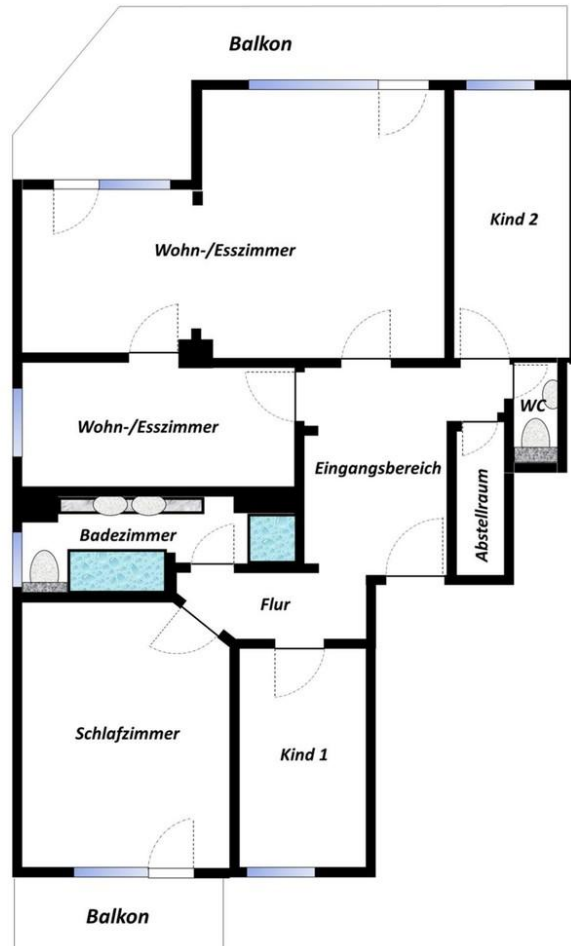 Balkon
Kind 2
Wohn-/Esszimmer
WC
Wohn-/Esszimmer
Eingangsbereich
Abstellraum
Badezimmer
Flur
Schlafzimmer
Kind 1
Balkon